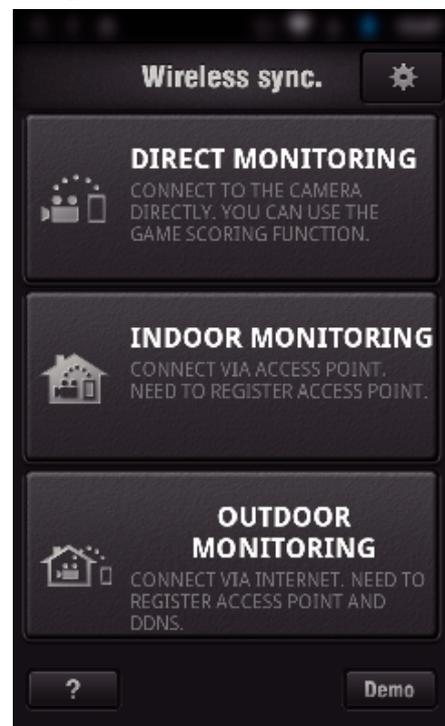 Wireless sync.
DIRECT MONITORING
CONNECT TO THE CAMERA
DIRECTLY. YOU CAN USE THE
GAME SCORING FUNCTION.
INDOOR MONITORING
CONNECT VIA ACCESS POINT.
NEED TO REGISTER ACCESS POINT.
OUTDOOR
MONITORING
CONNECT VIA INTERNET. NEED TO
REGISTER ACCESS POINT AND
DDNS.
?
Demo